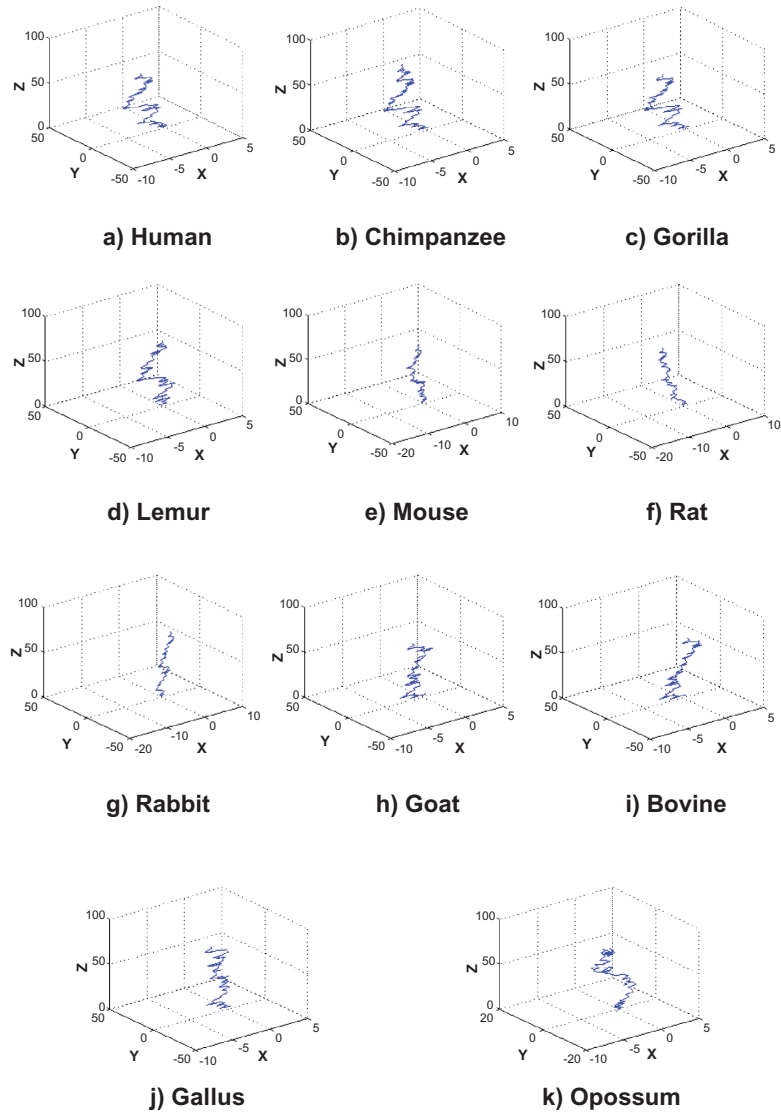 100
50
0
Z
50
0
-50
Y
-10
-5
0
5
X
100
50
0
Z
50
0
-50
Y
-10
-5
0
5
X
100
50
0
Z
50
0
-50
Y
-10
-5
0
5
X
a) Human
b) Chimpanzee
c) Gorilla
100
50
0
Z
50
0
-50
Y
-10
-5
0
5
X
100
50
0
Z
50
0
-50
Y
-20
-10
0
10
X
100
50
0
Z
50
0
-50
Y
-20
-10
0
10
X
d) Lemur
e) Mouse
f) Rat
100
50
0
Z
50
0
-50
Y
-20
-10
0
10
X
100
50
0
Z
50
0
-50
Y
-10
-5
0
5
X
100
50
0
Z
50
0
-50
Y
-10
-5
0
5
X
g) Rabbit
h) Goat
i) Bovine
100
50
0
Z
50
0
-50
Y
-10
-5
0
5
X
100
50
0
Z
20
0
-20
Y
-10
-5
0
5
X
j) Gallus
k) Opossum